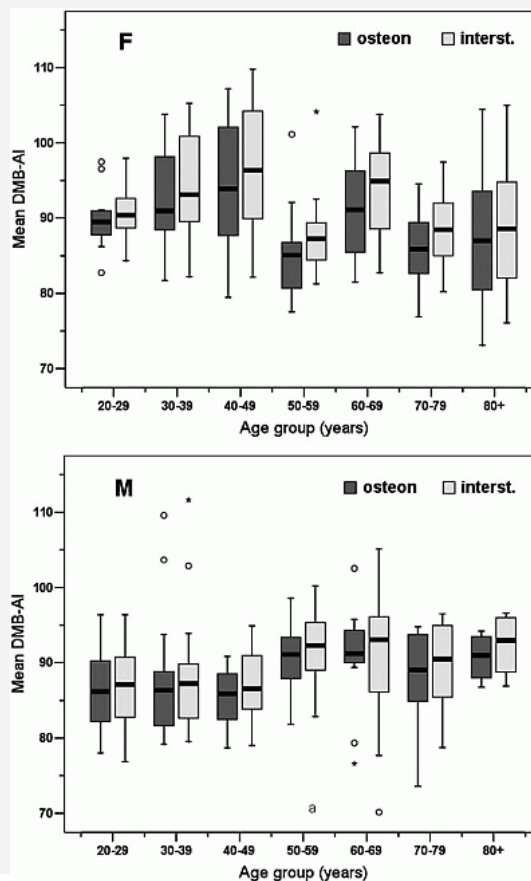 F
osteon interst.
Mean DMB-AI
110
100
90
80
70
20-29 30-39 40-49 50-59 60-69 70-79 80+
Age group (years)
M
osteon interst.
Mean DMB-AI
110
100
90
80
70
a
20-29 30-39 40-49 50-59 60-69 70-79 80+
Age group (years)